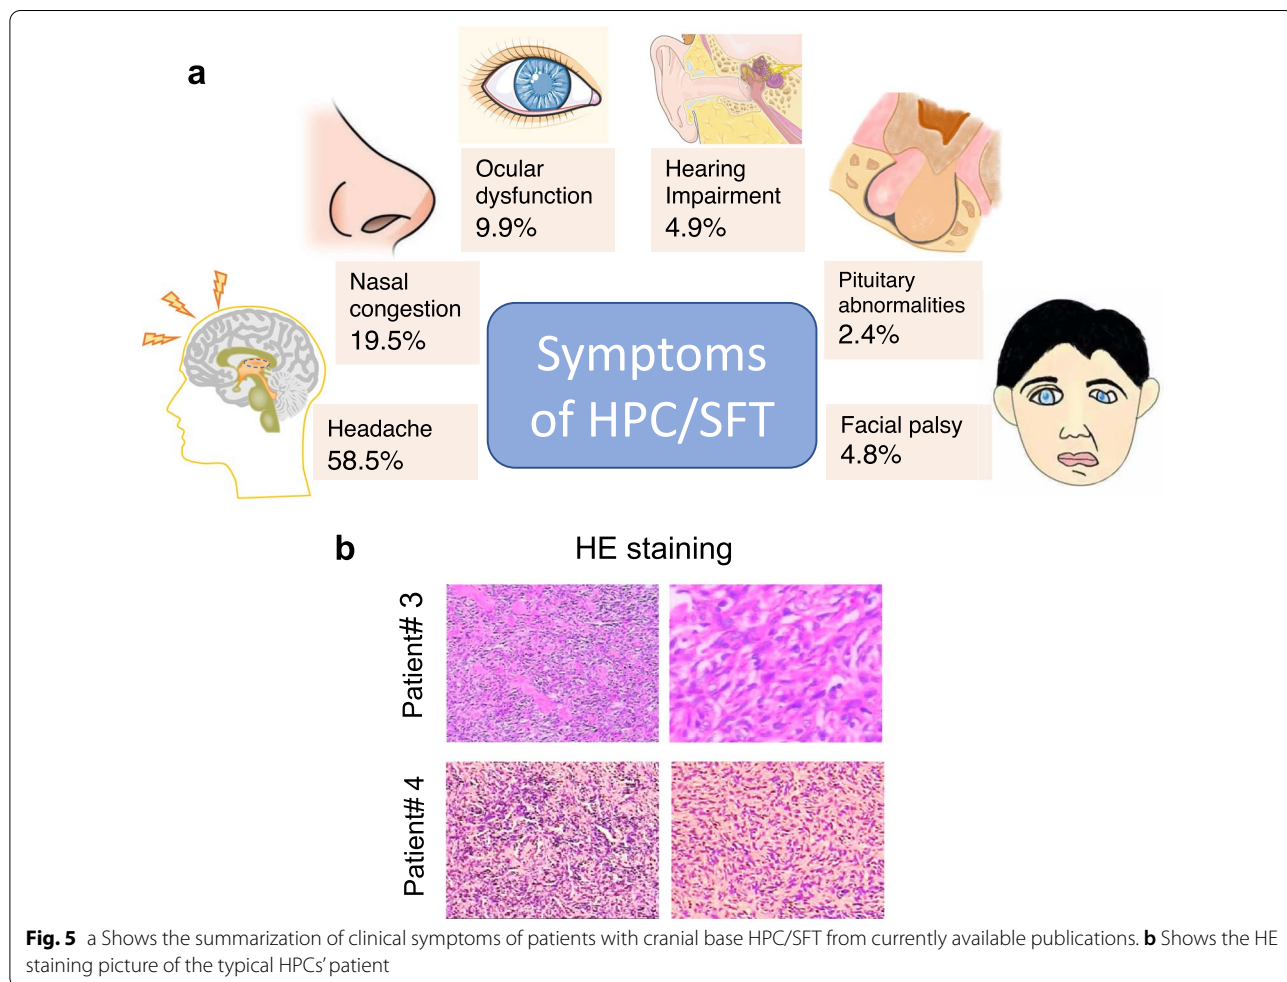 a
Ocular
dysfunction
9.9%
Hearing
Impairment
4.9%
Nasal
congestion
19.5%
Pituitary
abnormalities
2.4%
Symptoms
of HPC/SFT
Headache
58.5%
Facial palsy
4.8%
b
HE staining
Patient# 3
Patient# 4
Fig. 5 a Shows the summarization of clinical symptoms of patients with cranial base HPC/SFT from currently available publications. b Shows the HE
staining picture of the typical HPCs' patient